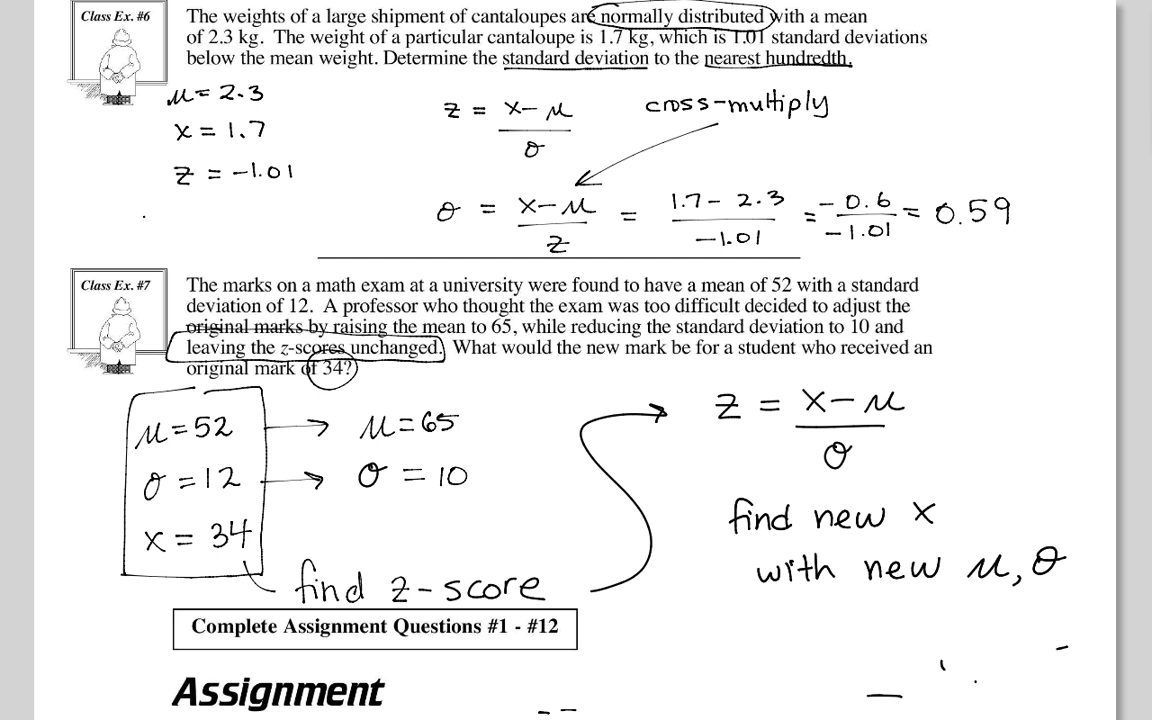 Class Ex. #6
The weights of a large shipment of cantaloupes are normally distributed with a mean
of 2.3 kg. The weight of a particular cantaloupe is 1.7 kg, which is 1.01 standard deviations
below the mean weight. Determine the standard deviation to the nearest hundredth.
μ = 2.3
x = 1.7
z = -1.01
z = x-μ / σ
cross-multiply
σ = x-μ / z = 1.7 - 2.3 / -1.01 = -0.6 / -1.01 = 0.59
Class Ex. #7
The marks on a math exam at a university were found to have a mean of 52 with a standard
deviation of 12. A professor who thought the exam was too difficult decided to adjust the
original marks by raising the mean to 65, while reducing the standard deviation to 10 and
leaving the z-scores unchanged. What would the new mark be for a student who received an
original mark of 34?
μ = 52 → μ = 65
σ = 12 → σ = 10
x = 34
find z-score
z = x-μ / σ
find new x
with new μ, σ
Complete Assignment Questions #1 - #12
Assignment